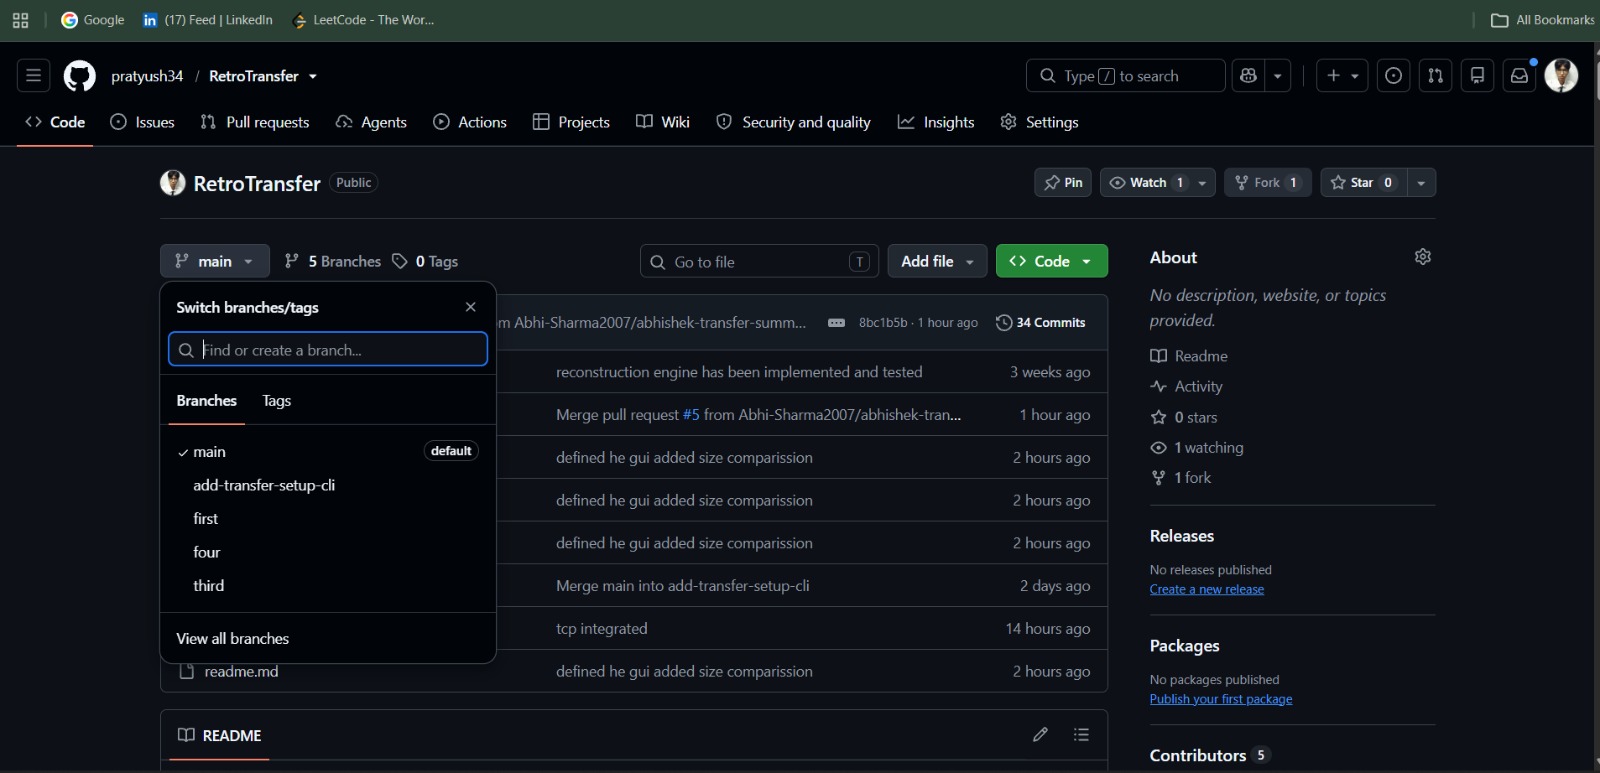 Google (17) Feed | LinkedIn LeetCode - The Wor... All Bookmarks
pratyush34 / RetroTransfer Type / to search
Code Issues Pull requests Agents Actions Projects Wiki Security and quality Insights Settings
RetroTransfer Public Pin Watch 1 Fork 1 Star 0
main 5 Branches 0 Tags Go to file T Add file Code
Switch branches/tags
Find or create a branch...
Branches Tags
main default
add-transfer-setup-cli
first
four
third
View all branches
m Abhi-Sharma2007/abhishek-transfer-summ... 8bc1b5b · 1 hour ago 34 Commits
reconstruction engine has been implemented and tested 3 weeks ago
Merge pull request #5 from Abhi-Sharma2007/abhishek-tran... 1 hour ago
defined he gui added size comparission 2 hours ago
defined he gui added size comparission 2 hours ago
defined he gui added size comparission 2 hours ago
Merge main into add-transfer-setup-cli 2 days ago
tcp integrated 14 hours ago
readme.md defined he gui added size comparission 2 hours ago
README
About
No description, website, or topics
provided.
Readme
Activity
0 stars
1 watching
1 fork
Releases
No releases published
Create a new release
Packages
No packages published
Publish your first package
Contributors 5